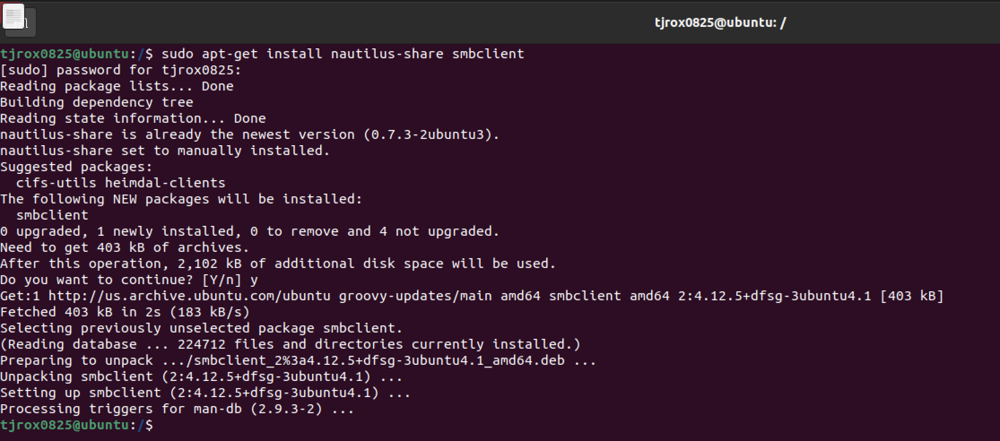 tjrox0825@ubuntu: /
tjrox0825@ubuntu:/$ sudo apt-get install nautilus-share smbclient
[sudo] password for tjrox0825:
Reading package lists... Done
Building dependency tree
Reading state information... Done
nautilus-share is already the newest version (0.7.3-2ubuntu3).
nautilus-share set to manually installed.
Suggested packages:
  cifs-utils heimdal-clients
The following NEW packages will be installed:
  smbclient
0 upgraded, 1 newly installed, 0 to remove and 4 not upgraded.
Need to get 403 kB of archives.
After this operation, 2,102 kB of additional disk space will be used.
Do you want to continue? [Y/n] y
Get:1 http://us.archive.ubuntu.com/ubuntu groovy-updates/main amd64 smbclient amd64 2:4.12.5+dfsg-3ubuntu4.1 [403 kB]
Fetched 403 kB in 2s (183 kB/s)
Selecting previously unselected package smbclient.
(Reading database ... 224712 files and directories currently installed.)
Preparing to unpack .../smbclient_2%3a4.12.5+dfsg-3ubuntu4.1_amd64.deb ...
Unpacking smbclient (2:4.12.5+dfsg-3ubuntu4.1) ...
Setting up smbclient (2:4.12.5+dfsg-3ubuntu4.1) ...
Processing triggers for man-db (2.9.3-2) ...
tjrox0825@ubuntu:/$